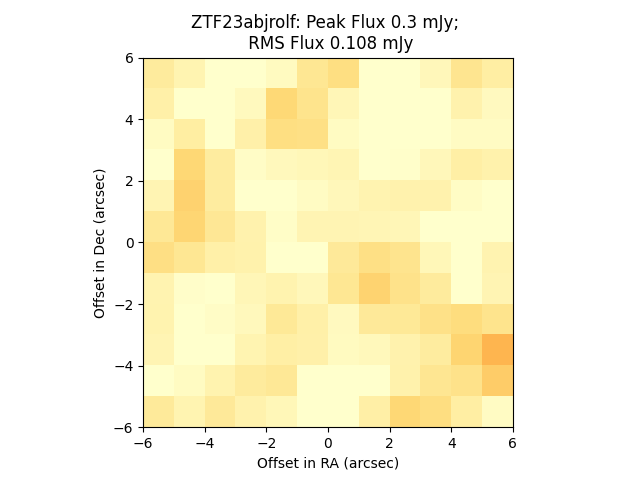 ZTF23abjrolf: Peak Flux 0.3 mJy;
RMS Flux 0.108 mJy
6
4
2
0
−2
−4
−6
Offset in Dec (arcsec)
−6 −4 −2 0 2 4 6
Offset in RA (arcsec)